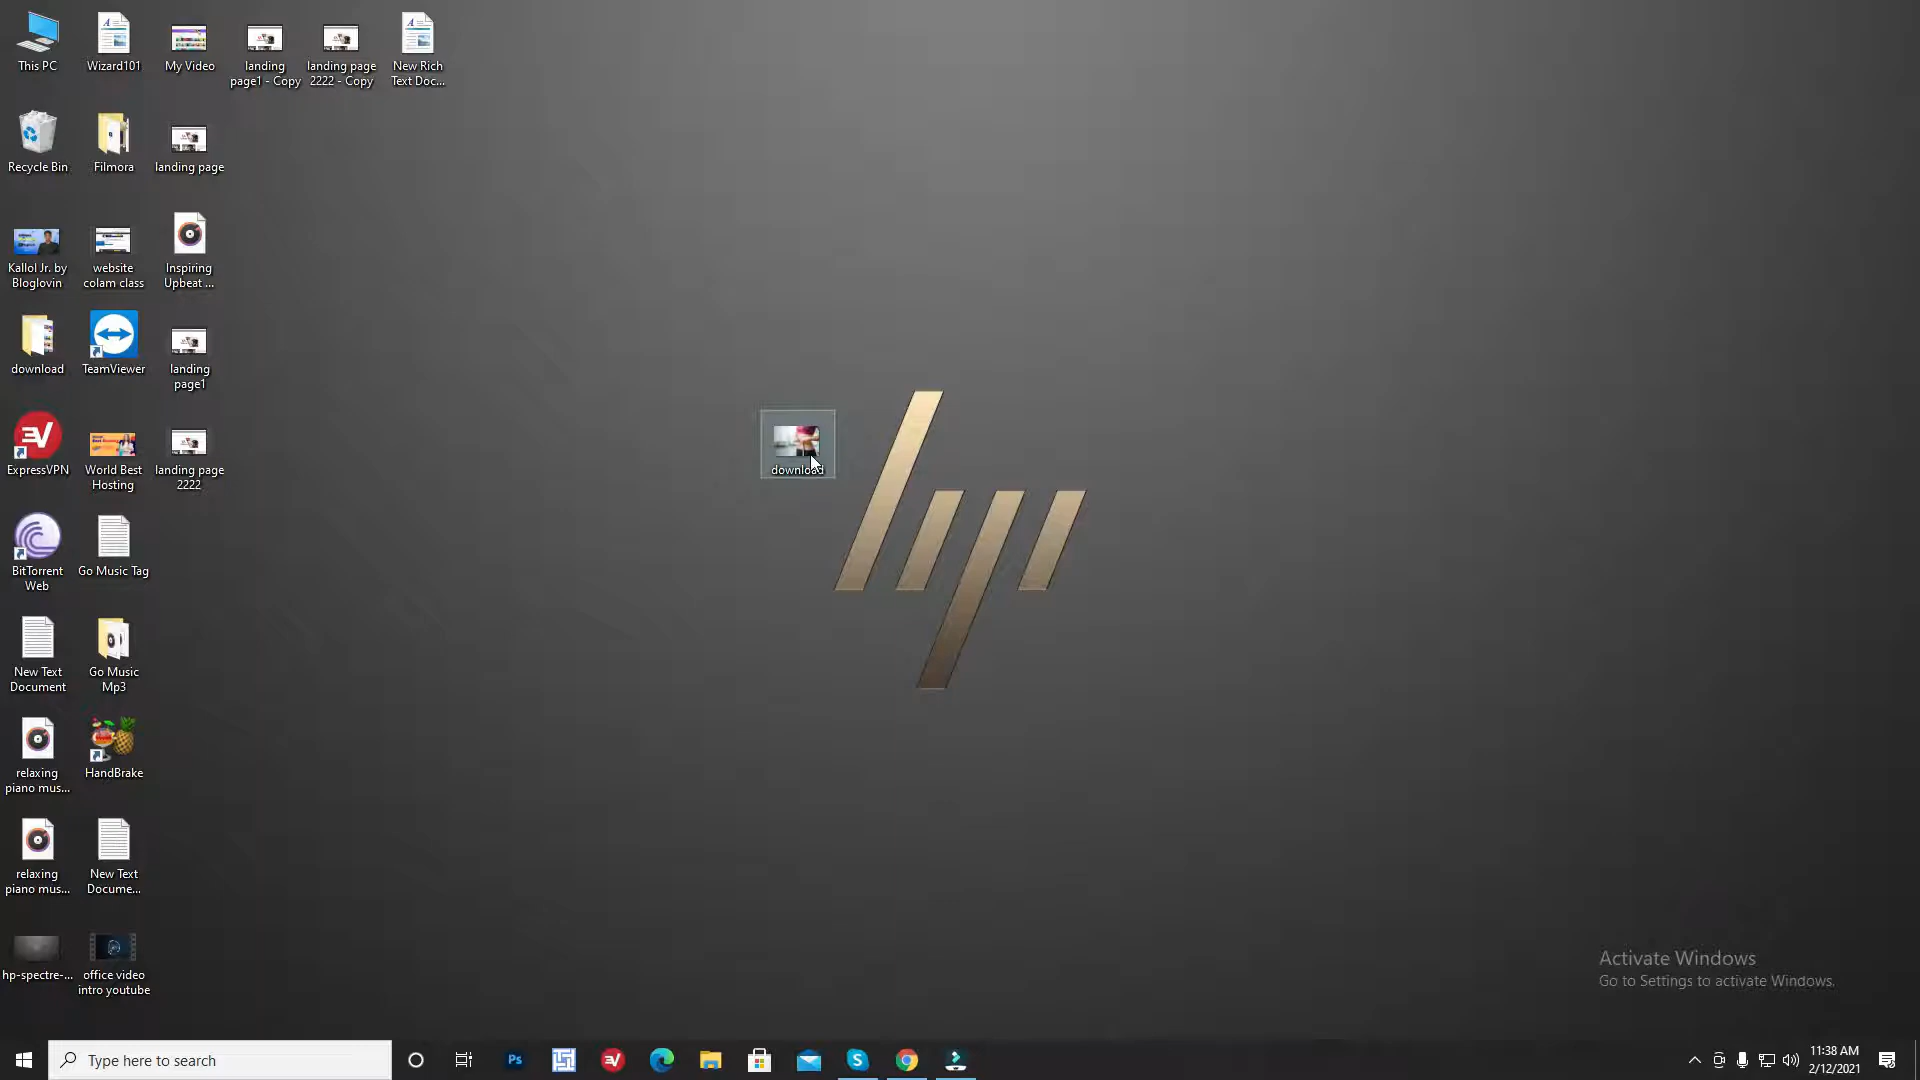 This PC
Wizard101
My Video
landing
page1 - Copy
landing page
2222 - Copy
New Rich
Text Doc...
Recycle Bin
Filmora
landing page
Kallol Jr. by
Bloglovin
website
colam class
Inspiring
Upbeat ...
download
TeamViewer
landing
page1
ExpressVPN
World Best
Hosting
landing page
2222
download
BitTorrent
Web
Go Music Tag
New Text
Document
Go Music
Mp3
relaxing
piano mus...
HandBrake
relaxing
piano mus...
New Text
Docume...
hp-spectre-...
office video
intro youtube
Activate Windows
Go to Settings to activate Windows.
Type here to search
Ps
11:38 AM
2/12/2021